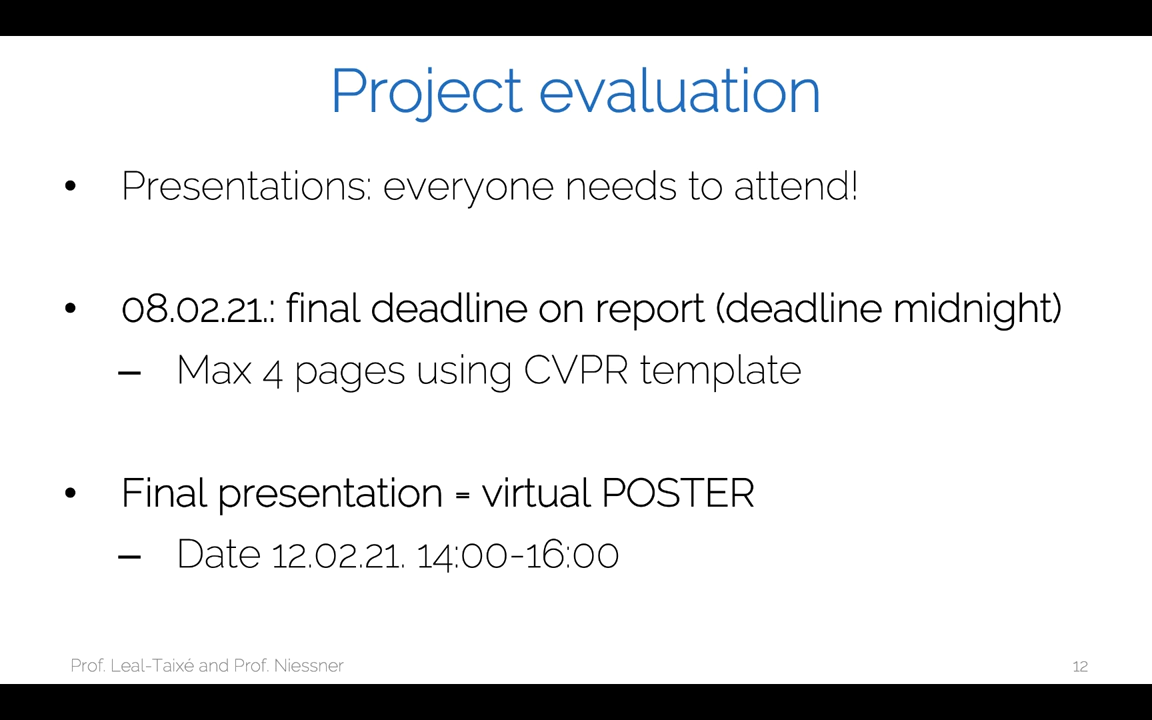 Project evaluation
• Presentations: everyone needs to attend!
• 08.02.21.: final deadline on report (deadline midnight)
– Max 4 pages using CVPR template
• Final presentation = virtual POSTER
– Date 12.02.21. 14:00-16:00
Prof. Leal-Taixé and Prof. Niessner
12